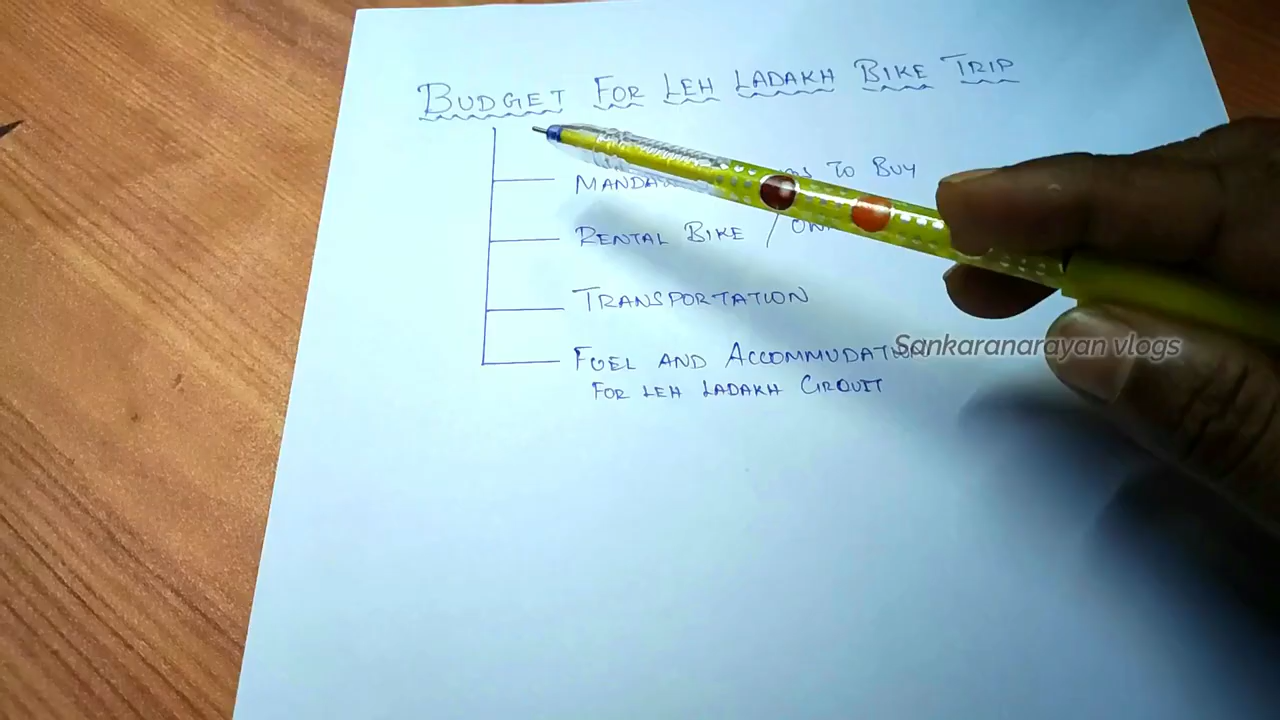 BUDGET FOR LEH LADAKH BIKE TRIP
TO BUY
RENTAL BIKE /
TRANSPORTATION
FUEL AND ACCOMMUDATION
FOR LEH LADAKH CIRCUIT
Sankaranarayan vlogs